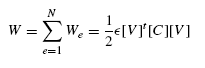 W = \sum_{e=1}^{N} W_e = \frac{1}{2} \epsilon [V]^t [C] [V]